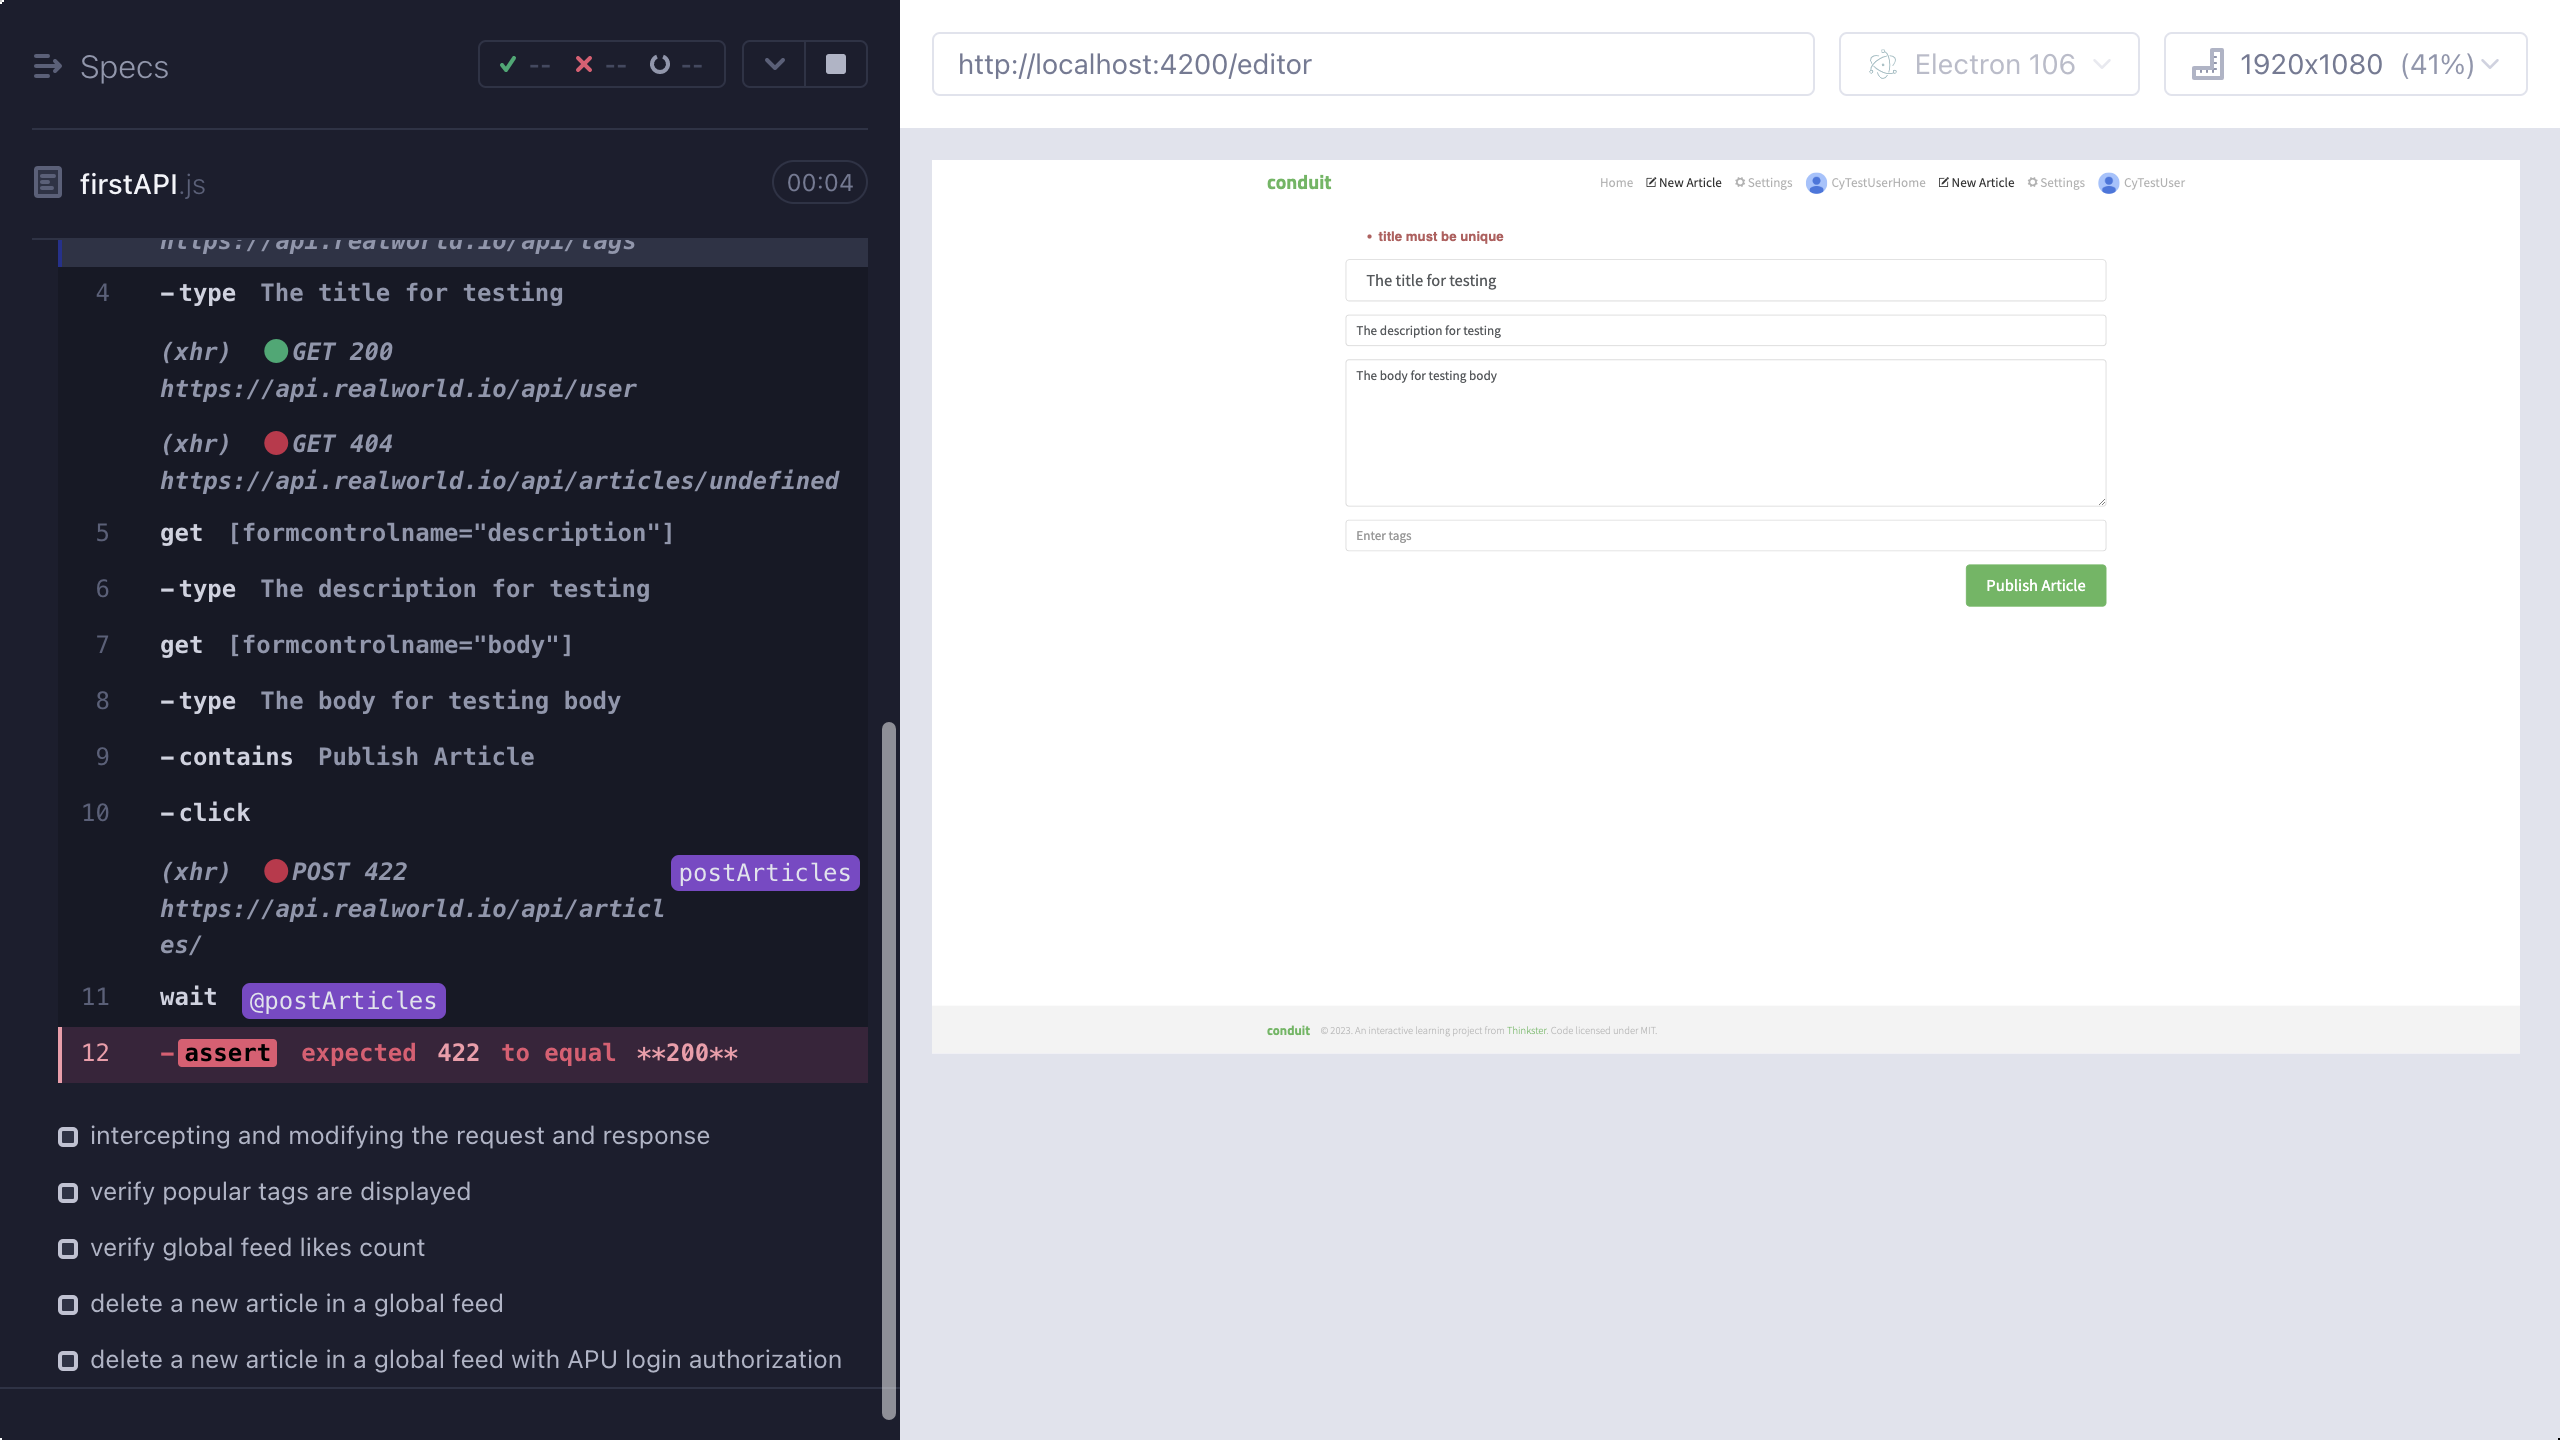 Specs
-- -- --
firstAPI.js
00:04
https://api.realworld.io/api/tags
4 -type The title for testing
(xhr) GET 200
https://api.realworld.io/api/user
(xhr) GET 404
https://api.realworld.io/api/articles/undefined
5 get [formcontrolname="description"]
6 -type The description for testing
7 get [formcontrolname="body"]
8 -type The body for testing body
9 -contains Publish Article
10 -click
(xhr) POST 422 postArticles
https://api.realworld.io/api/articl
es/
11 wait @postArticles
12 -assert expected 422 to equal **200**
intercepting and modifying the request and response
verify popular tags are displayed
verify global feed likes count
delete a new article in a global feed
delete a new article in a global feed with APU login authorization
http://localhost:4200/editor
Electron 106
1920x1080 (41%)
conduit
Home New Article Settings CyTestUserHome New Article Settings CyTestUser
• title must be unique
The title for testing
The description for testing
The body for testing body
Enter tags
Publish Article
conduit © 2023. An interactive learning project from Thinkster. Code licensed under MIT.